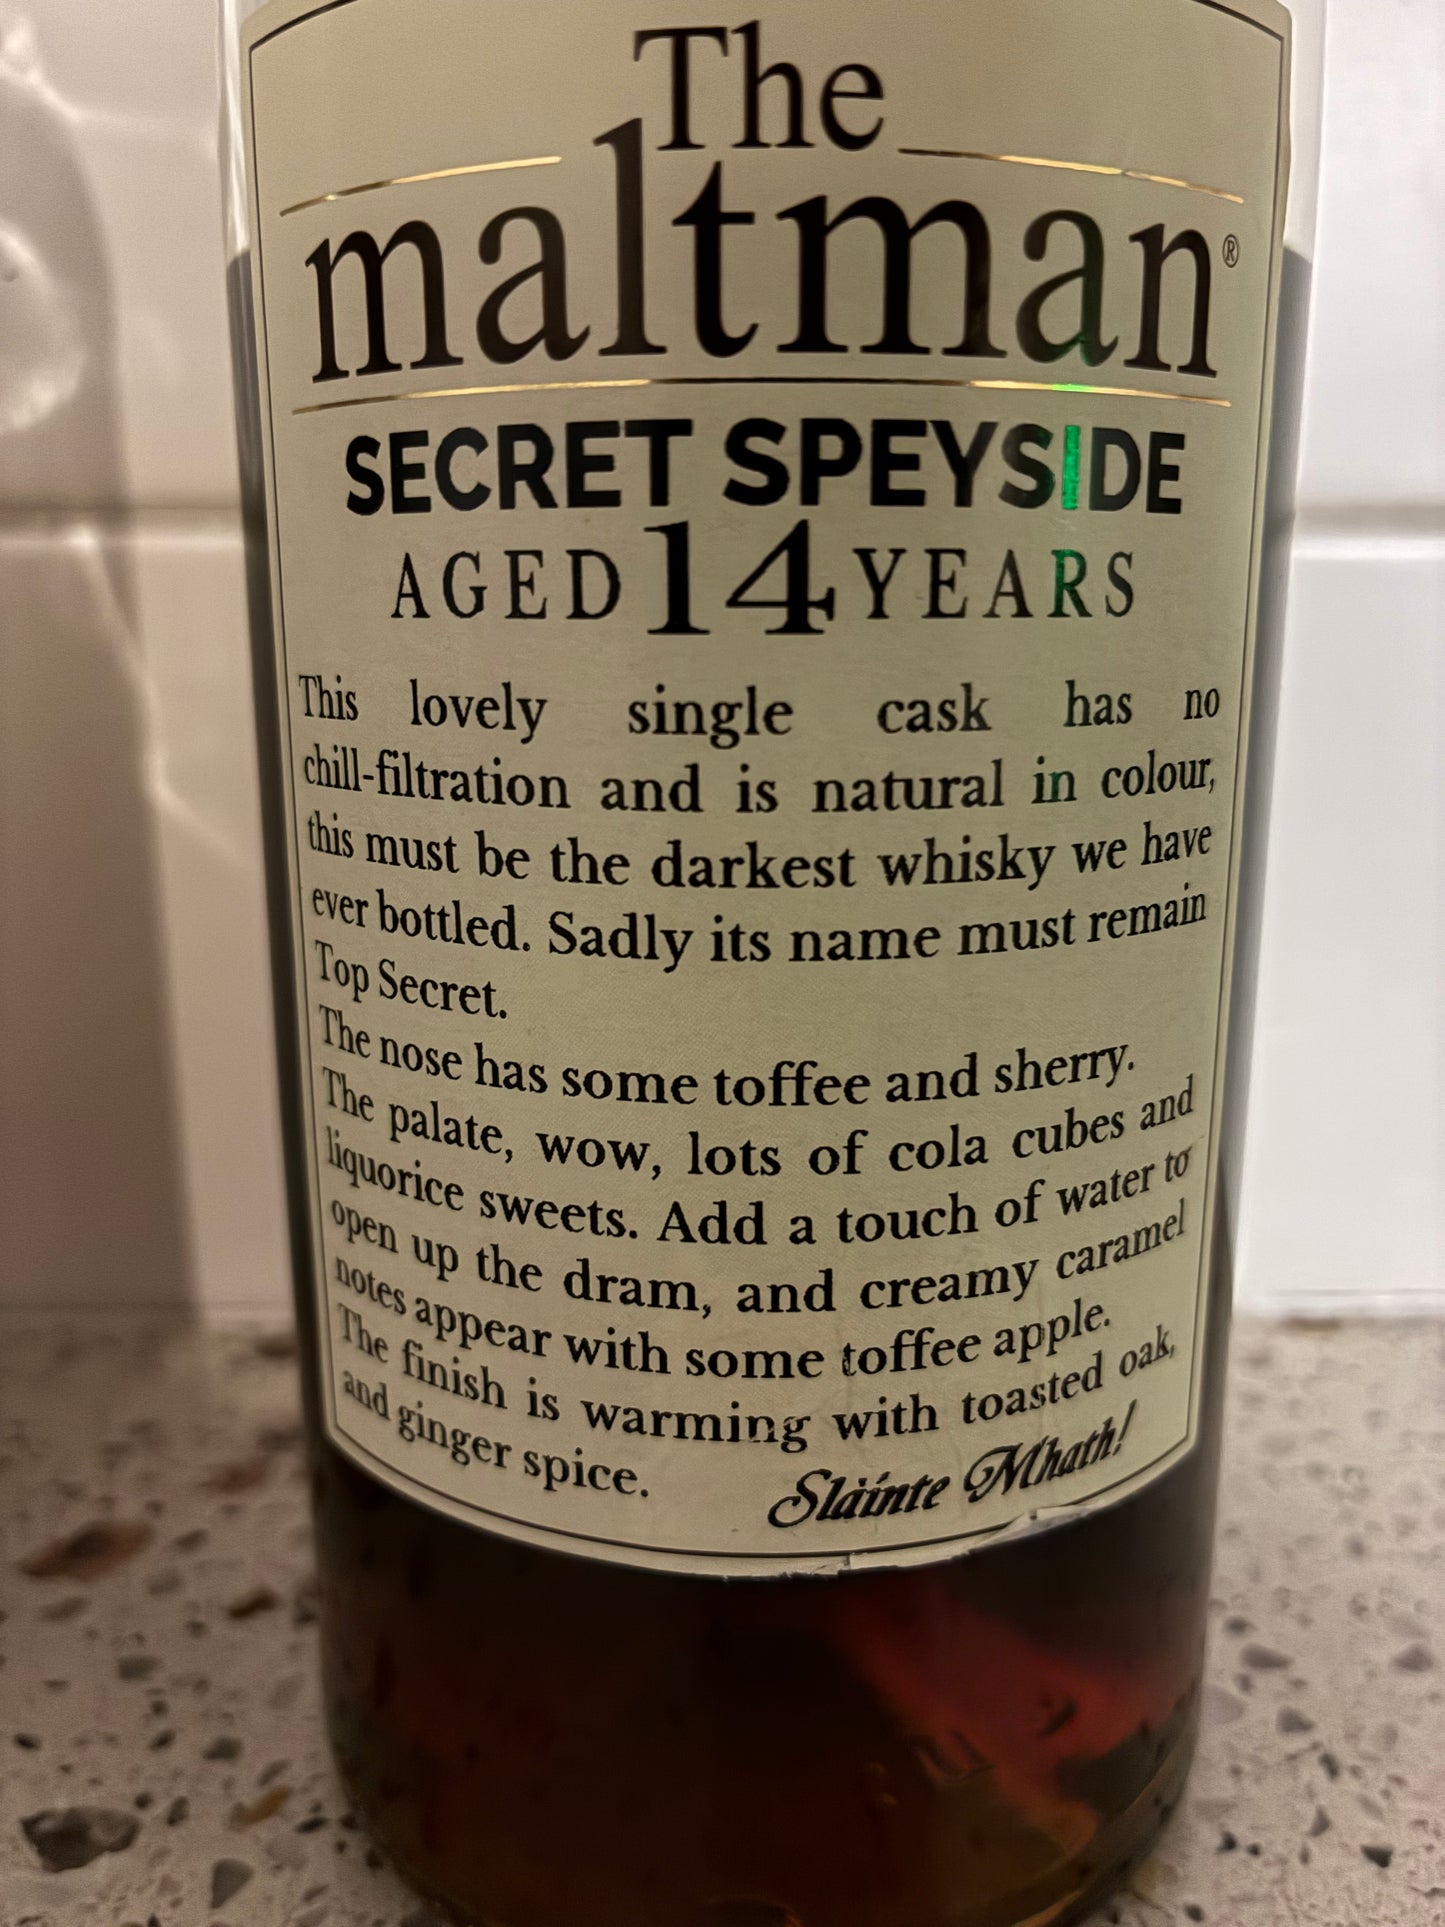 The
maltman®
SECRET SPEYSIDE
AGED 14 YEARS
This lovely single cask has no
chill-filtration and is natural in colour,
this must be the darkest whisky we have
ever bottled. Sadly its name must remain
Top Secret.
The nose has some toffee and sherry.
The palate, wow, lots of cola cubes and
liquorice sweets. Add a touch of water to
open up the dram, and creamy caramel
notes appear with some toffee apple.
The finish is warming with toasted oak,
and ginger spice.
Sláinte Mhath!